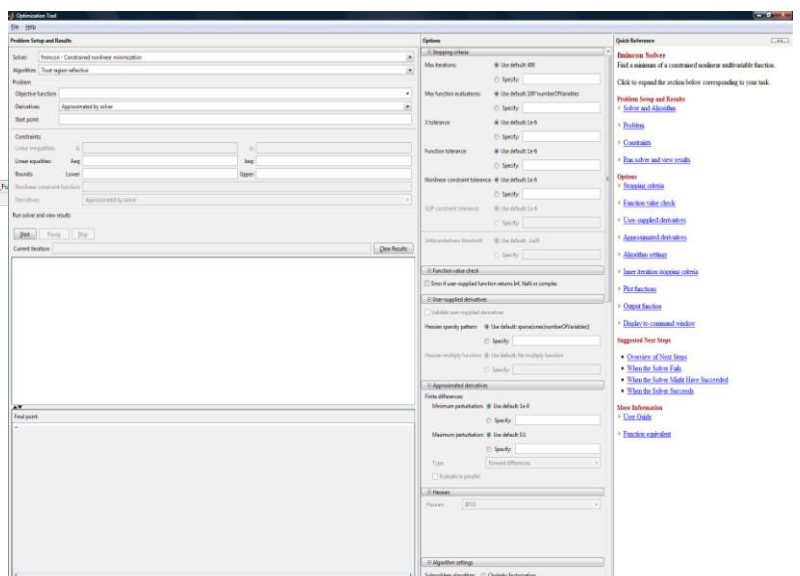 Optimization Tool
File Help
Problem Setup and Results
Solver: fmincon - Constrained nonlinear minimization
Algorithm: Trust region reflective
Problem
Objective function:
Derivatives: Approximated by solver
Start point:
Constraints:
Linear inequalities: A: b:
Linear equalities: Aeq: beq:
Bounds: Lower: Upper:
Nonlinear constraint function:
Derivatives: Approximated by solver
Run solver and view results
Start Pause Stop
Current iteration: Clear Results
Final point:
Options
Stopping criteria
Max iterations: Use default: 400
Specify:
Max function evaluations: Use default: 100*numberOfVariables
Specify:
X tolerance: Use default: 1e-6
Specify:
Function tolerance: Use default: 1e-6
Specify:
Nonlinear constraint tolerance: Use default: 1e-6
Specify:
SQP constraint tolerance: Use default: 1e-6
Specify:
Unboundedness threshold: Use default: -1e20
Specify:
Function value check
Error if user-supplied function returns Inf, NaN or complex
User-supplied derivatives
Validate user-supplied derivatives
Hessian sparsity pattern: Use default: sparse(ones(numberOfVariables))
Specify:
Hessian multiply function: Use default: No multiply function
Specify:
Approximated derivatives
Finite differences:
Minimum perturbation: Use default: 1e-8
Specify:
Maximum perturbation: Use default: 0.1
Specify:
Type: forward differences
Evaluate in parallel
Hessian
Hessian: BFGS
Algorithm settings
Subproblem algorithm: Cholesky factorization
Quick Reference
fmincon Solver
Find a minimum of a constrained nonlinear multivariable function.
Click to expand the section below corresponding to your task.
Problem Setup and Results
Solver and Algorithm
Problem
Constraints
Run solver and view results
Options
Stopping criteria
Function value check
User-supplied derivatives
Approximated derivatives
Algorithm settings
Inner iteration stopping criteria
Plot functions
Output function
Display to command window
Suggested Next Steps
Overview of Next Steps
When the Solver Fails
When the Solver Might Have Succeeded
When the Solver Succeeds
More Information
User Guide
Function equivalent